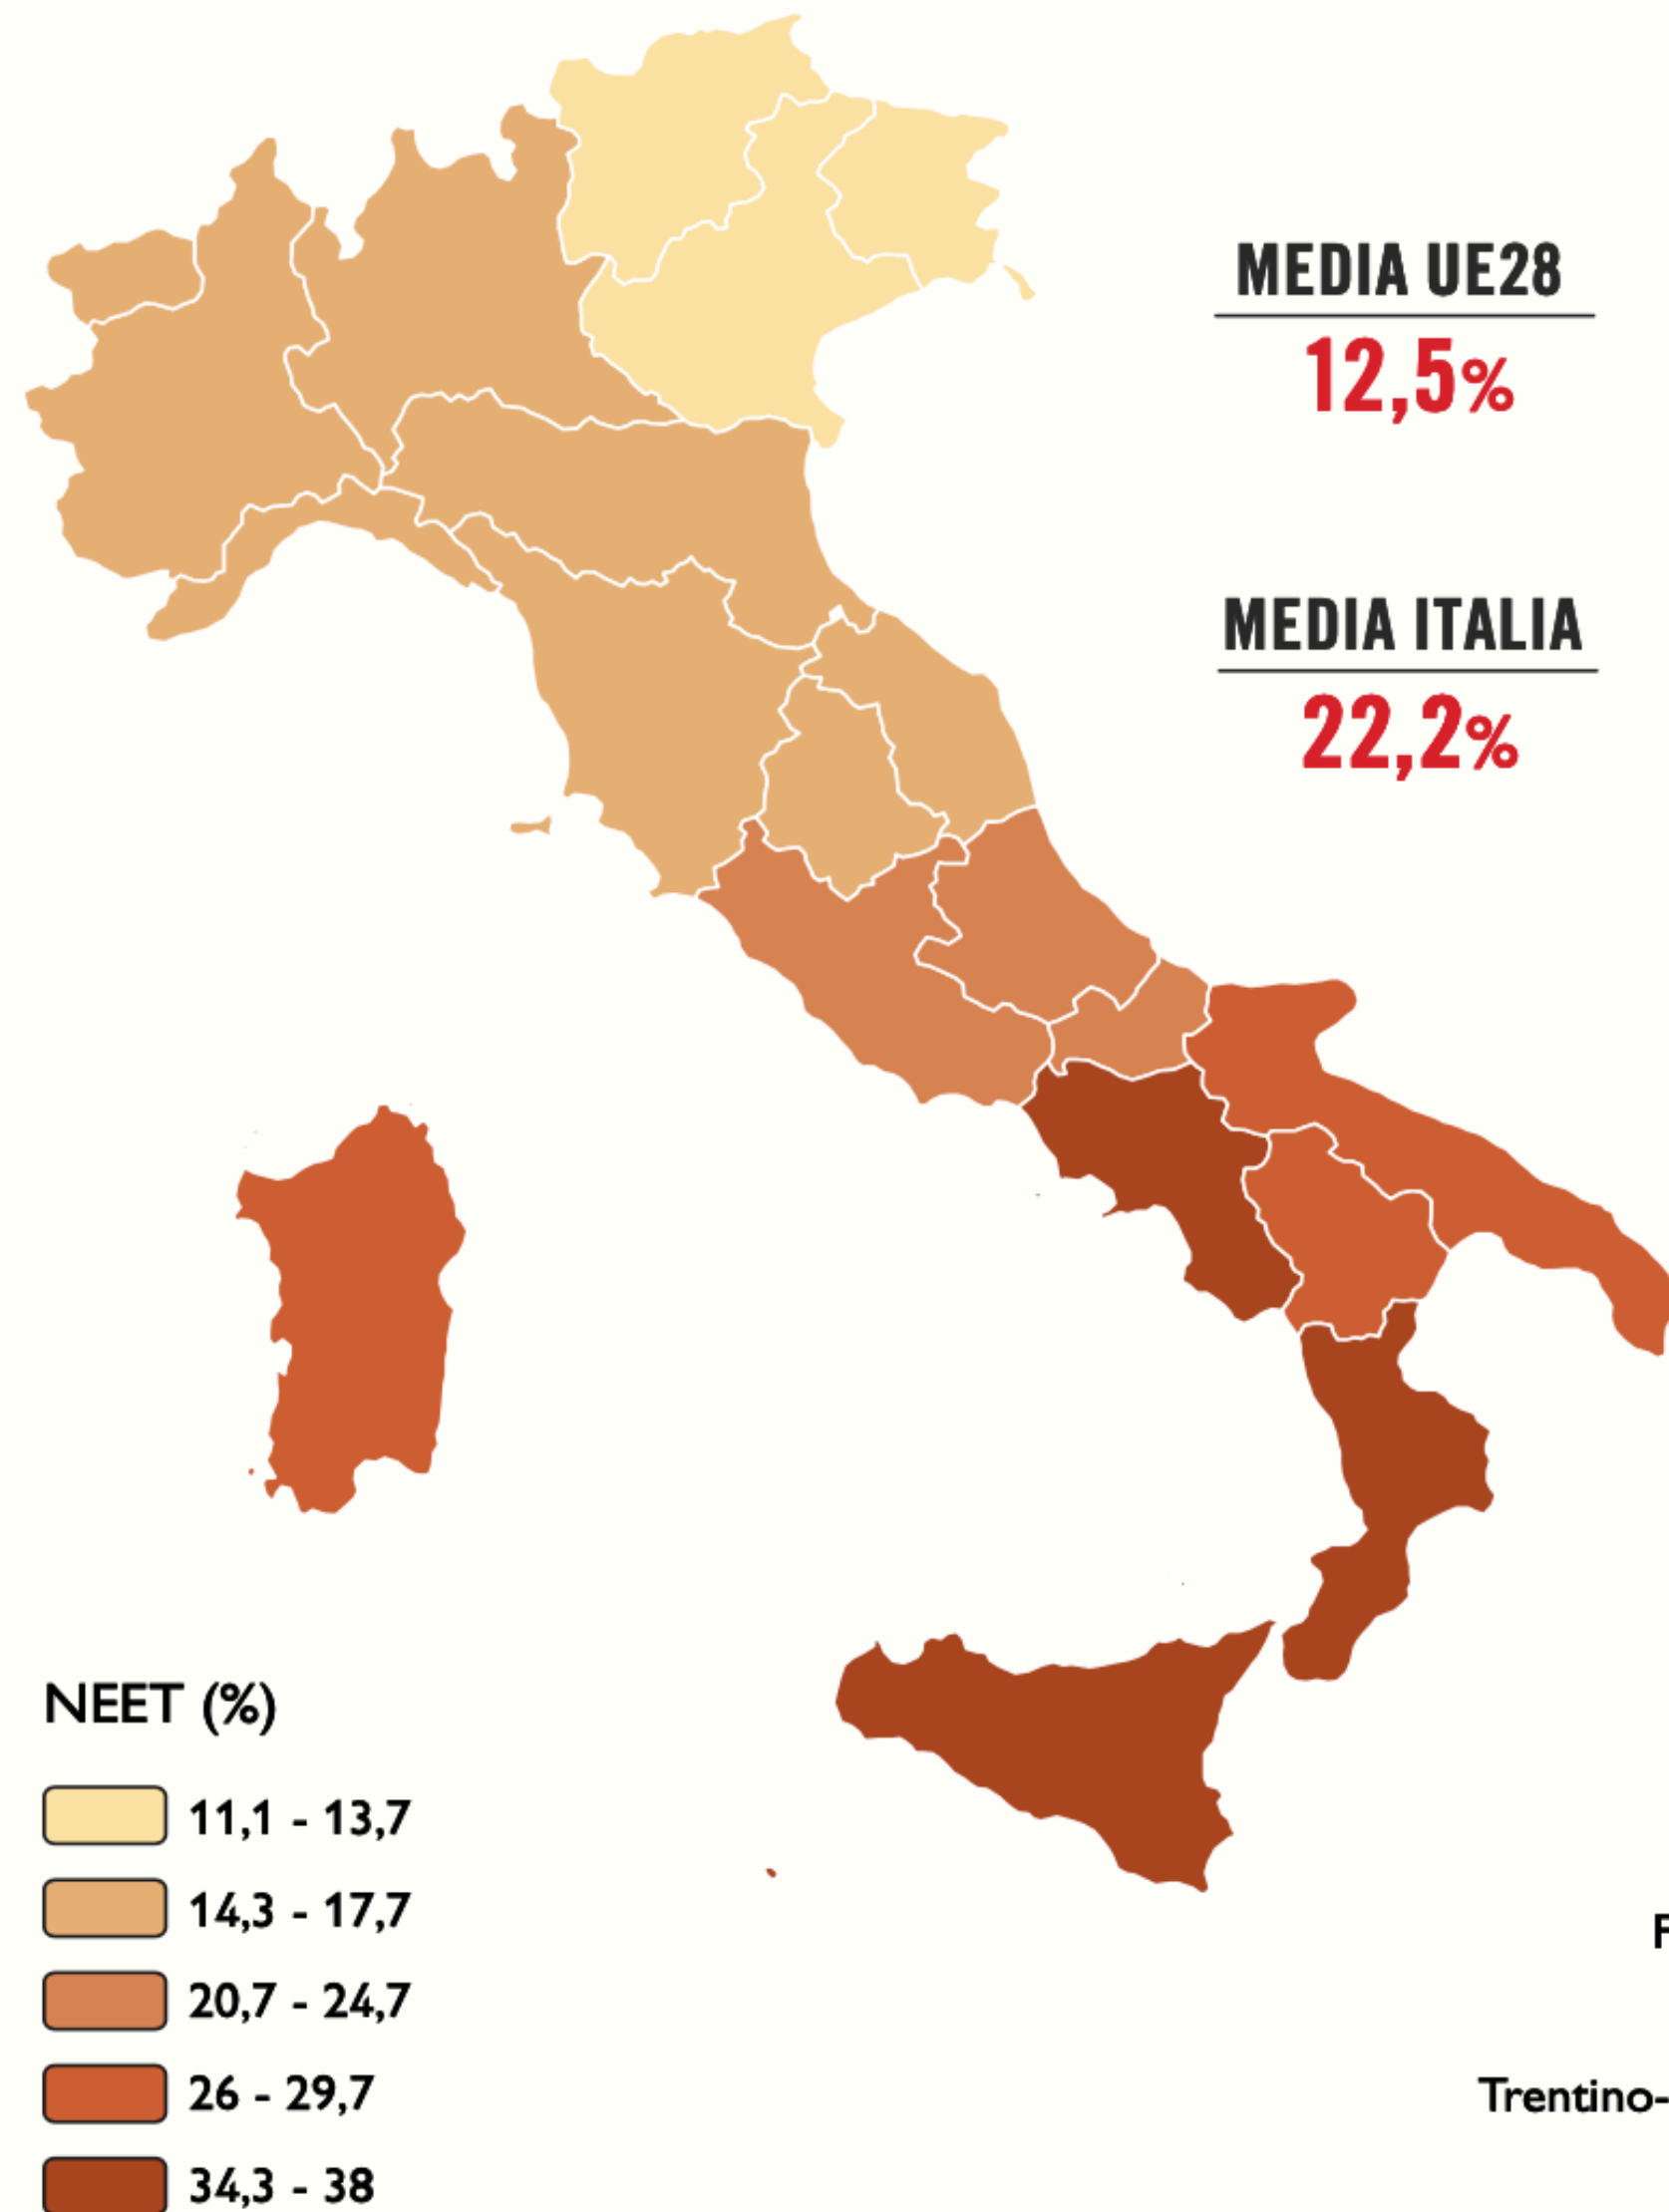 MEDIA UE28
12,5%
MEDIA ITALIA
22,2%
NEET (%)
11,1 - 13,7
14,3 - 17,7
20,7 - 24,7
26 - 29,7
34,3 - 38
Trentino-